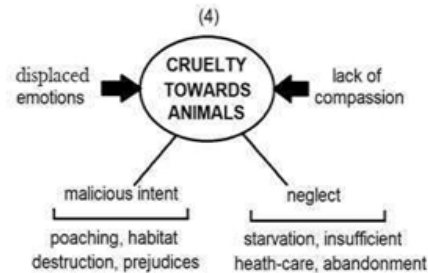 (4)
displaced
emotions
CRUELTY
TOWARDS
ANIMALS
lack of
compassion
malicious intent
neglect
poaching, habitat
destruction, prejudices
starvation, insufficient
heath-care, abandonment